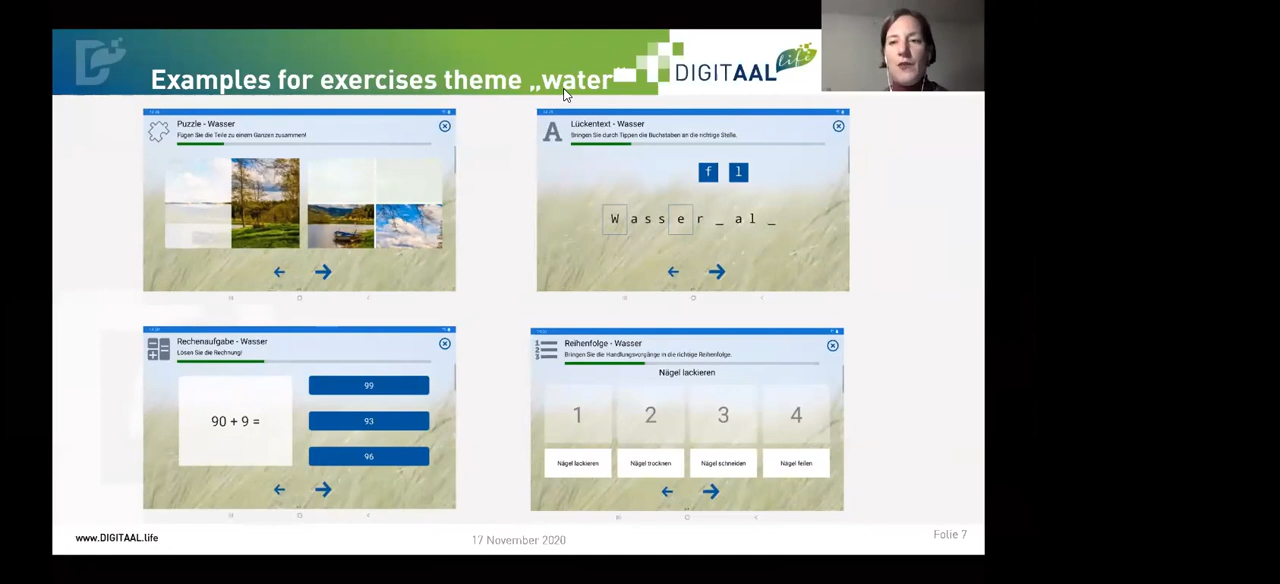 Examples for exercises theme „water“
DIGITAAL life
Puzzle - Wasser
Fügen Sie die Teile zu einem Ganzen zusammen!
Lückentext - Wasser
Bringen Sie durch Tippen die Buchstaben an die richtige Stelle.
f l
W a s s e r _ a l _
Rechenaufgabe - Wasser
Lösen Sie die Rechnung!
90 + 9 =
99
93
96
Reihenfolge - Wasser
Bringen Sie die Handlungsvorgänge in die richtige Reihenfolge.
Nägel lackieren
1 2 3 4
Nägel lackieren Nägel trocknen Nägel schneiden Nägel feilen
www.DIGITAAL.life
17 November 2020
Folie 7